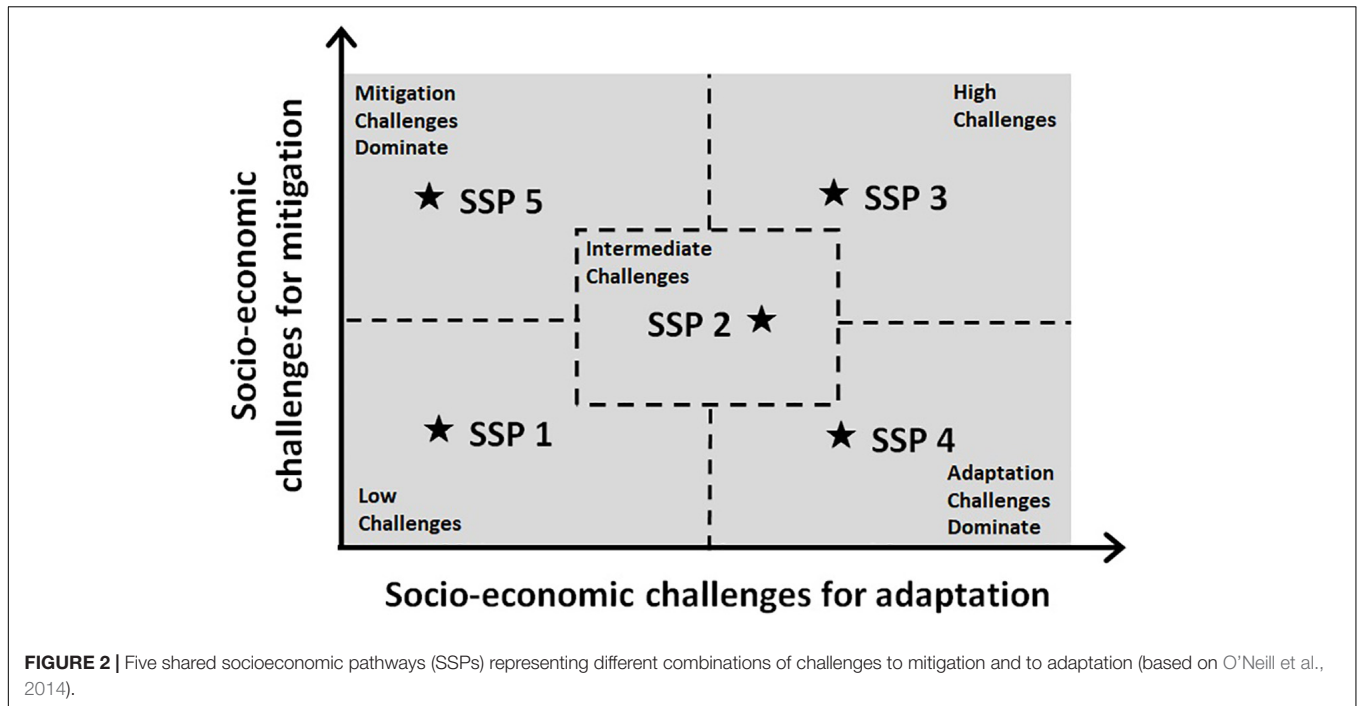 Mitigation
Challenges
Dominate
High
Challenges
SSP 5
SSP 3
Intermediate
Challenges
SSP 2
SSP 1
SSP 4
Low
Challenges
Adaptation
Challenges
Dominate
Socio-economic
challenges for mitigation
Socio-economic challenges for adaptation
FIGURE 2 | Five shared socioeconomic pathways (SSPs) representing different combinations of challenges to mitigation and to adaptation (based on O'Neill et al.,
2014).